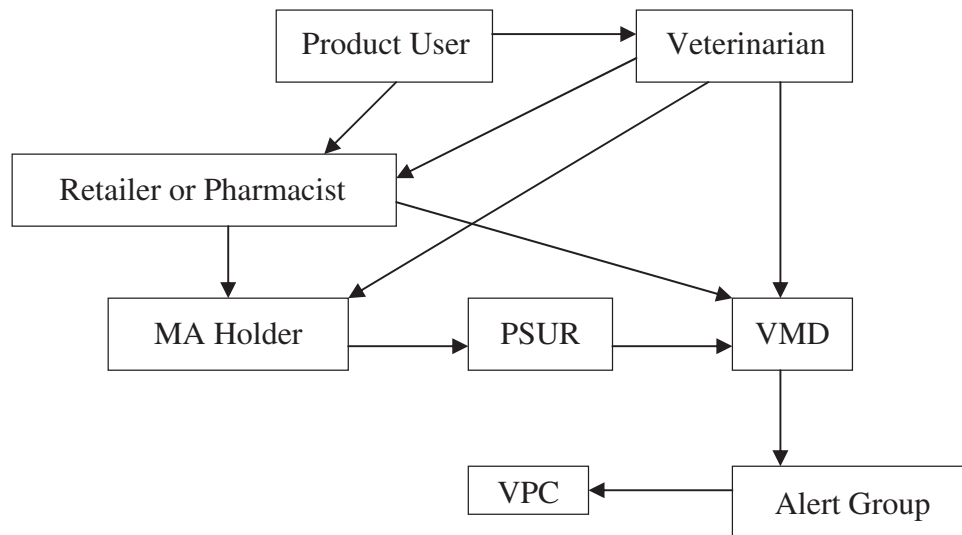 Product User
Veterinarian
Retailer or Pharmacist
MA Holder
PSUR
VMD
VPC
Alert Group